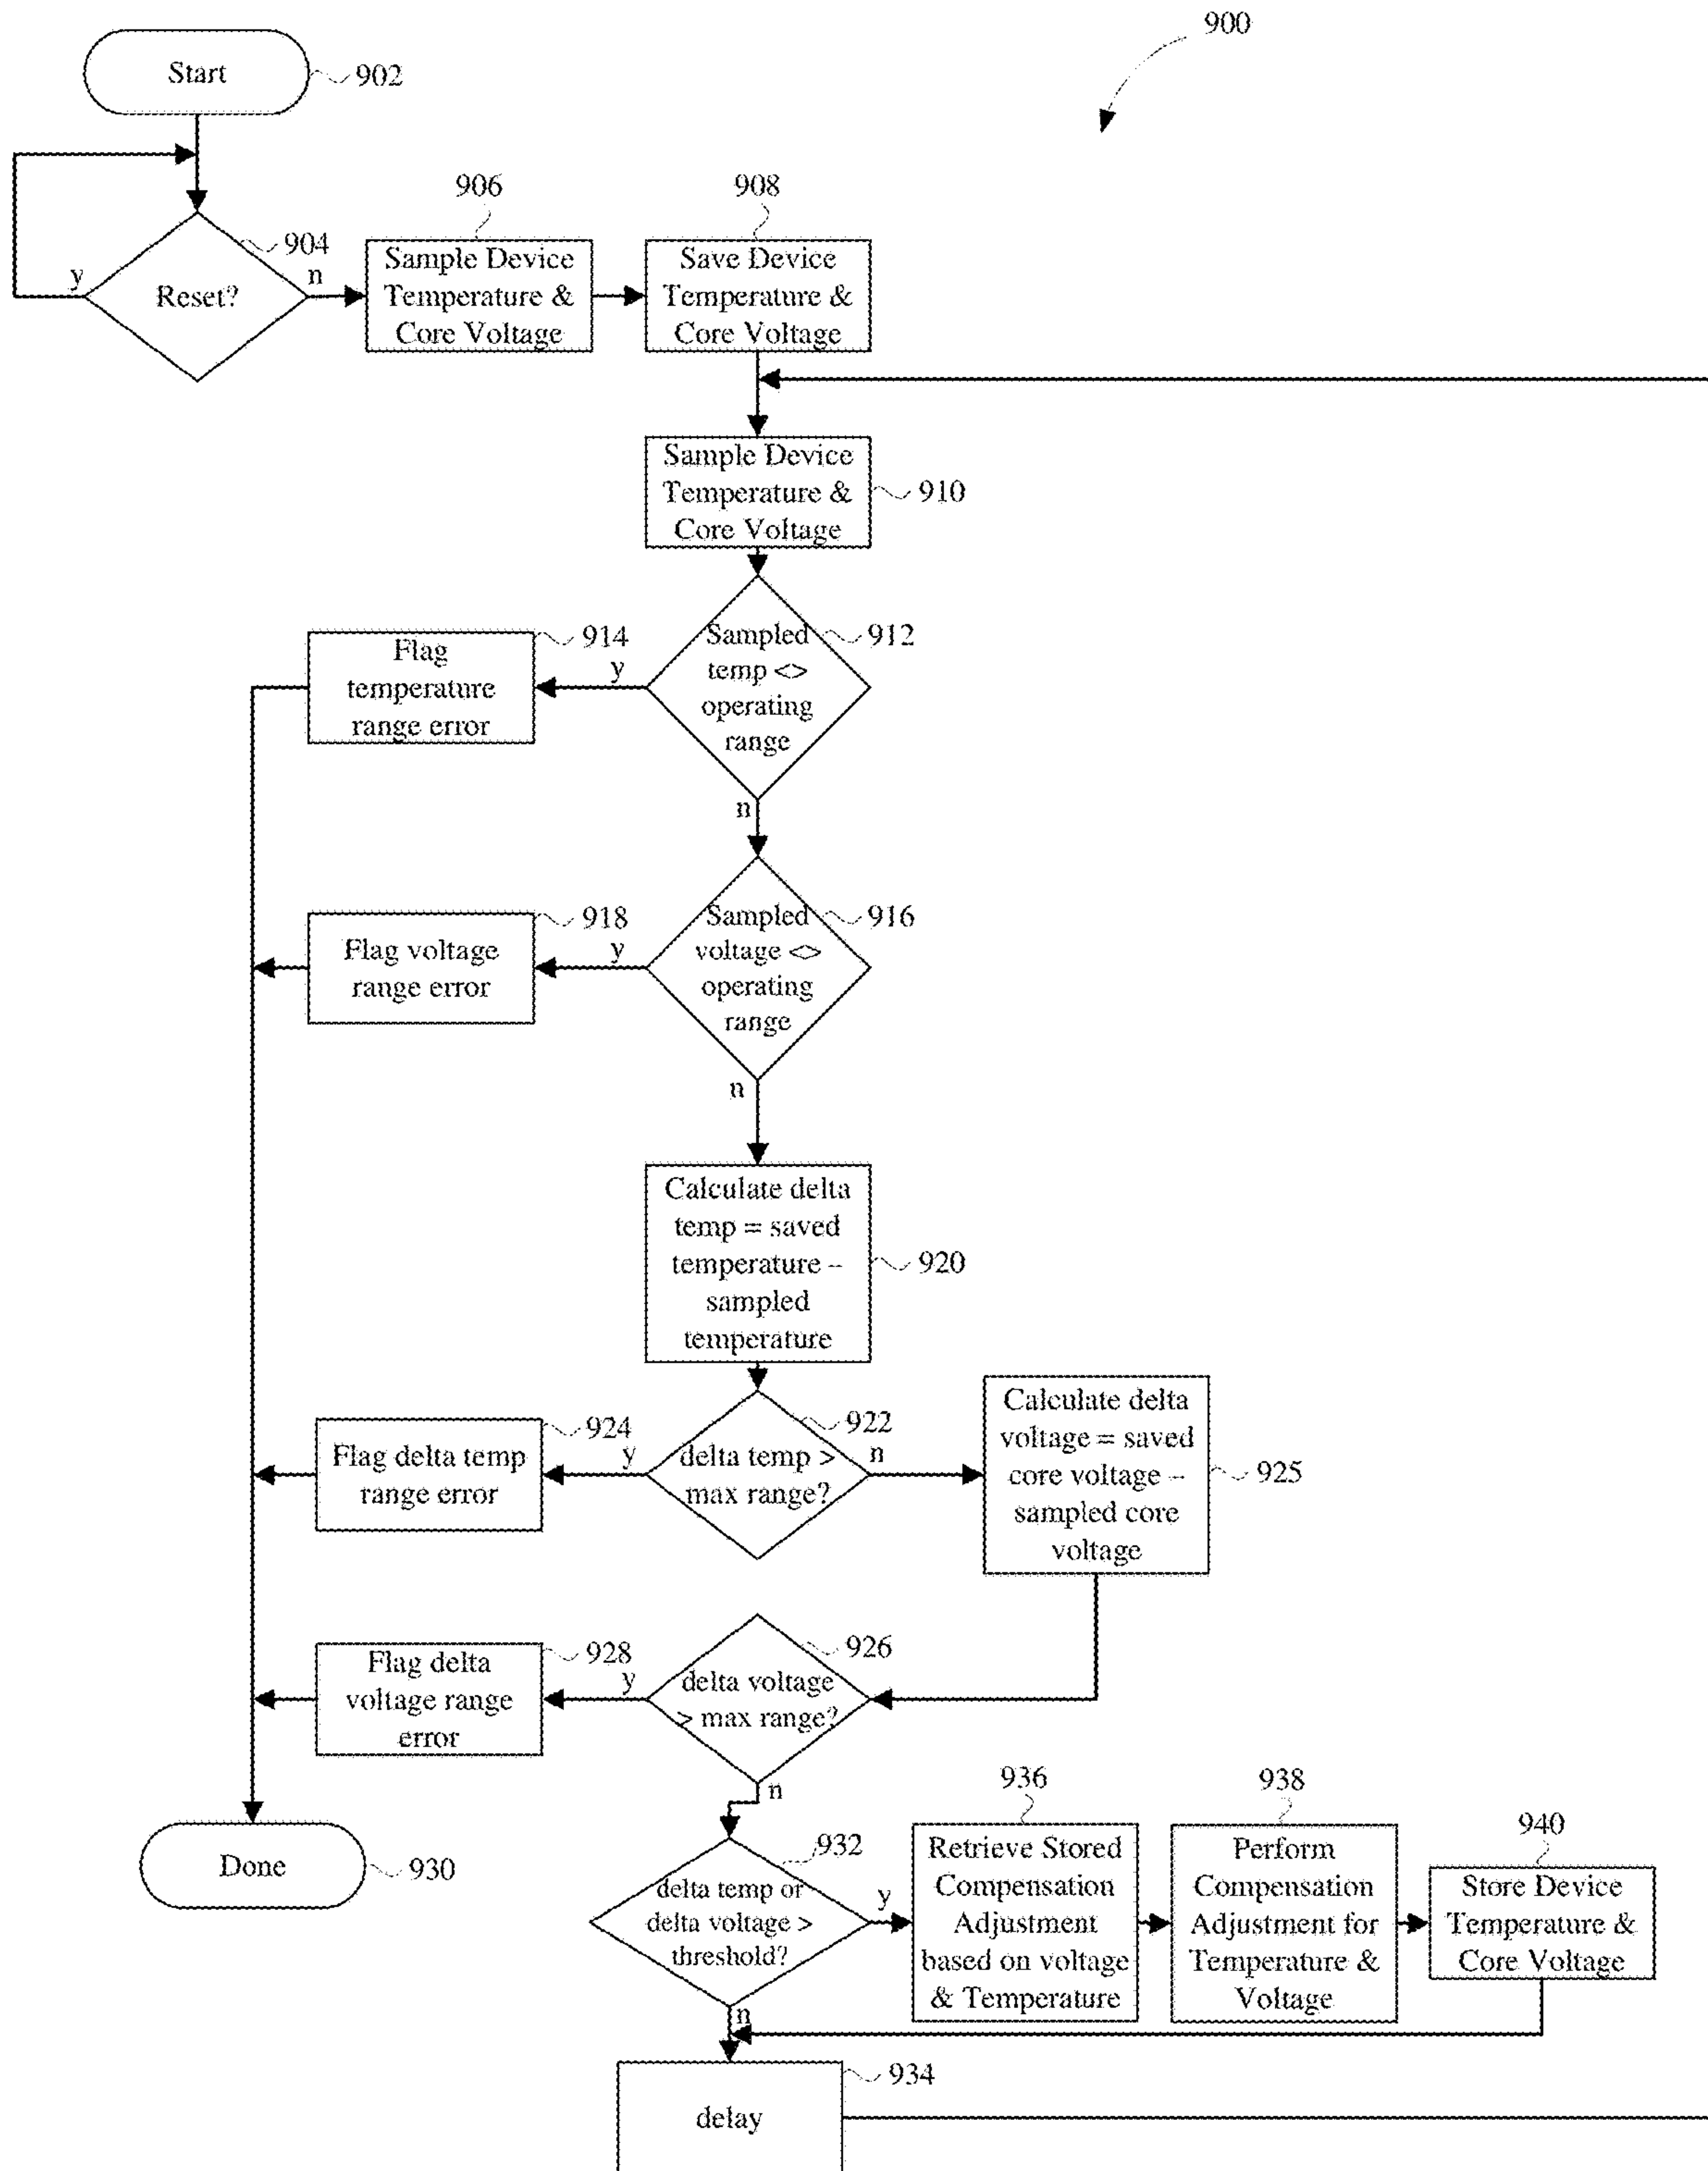 900
Start
902
904
y
Reset?
n
906
Sample Device
Temperature &
Core Voltage
908
Save Device
Temperature &
Core Voltage
Sample Device
Temperature &
Core Voltage
910
Sampled
temp <>
operating
range
912
y
n
914
Flag
temperature
range error
Sampled
voltage <>
operating
range
916
y
n
918
Flag voltage
range error
Calculate delta
temp = saved
temperature –
sampled
temperature
920
922
delta temp >
max range?
y
n
924
Flag delta temp
range error
Calculate delta
voltage = saved
core voltage –
sampled core
voltage
925
926
delta voltage
> max range?
y
n
928
Flag delta
voltage range
error
Done
930
932
delta temp or
delta voltage >
threshold?
y
n
936
Retrieve Stored
Compensation
Adjustment
based on voltage
& Temperature
938
Perform
Compensation
Adjustment for
Temperature &
Voltage
940
Store Device
Temperature &
Core Voltage
934
delay